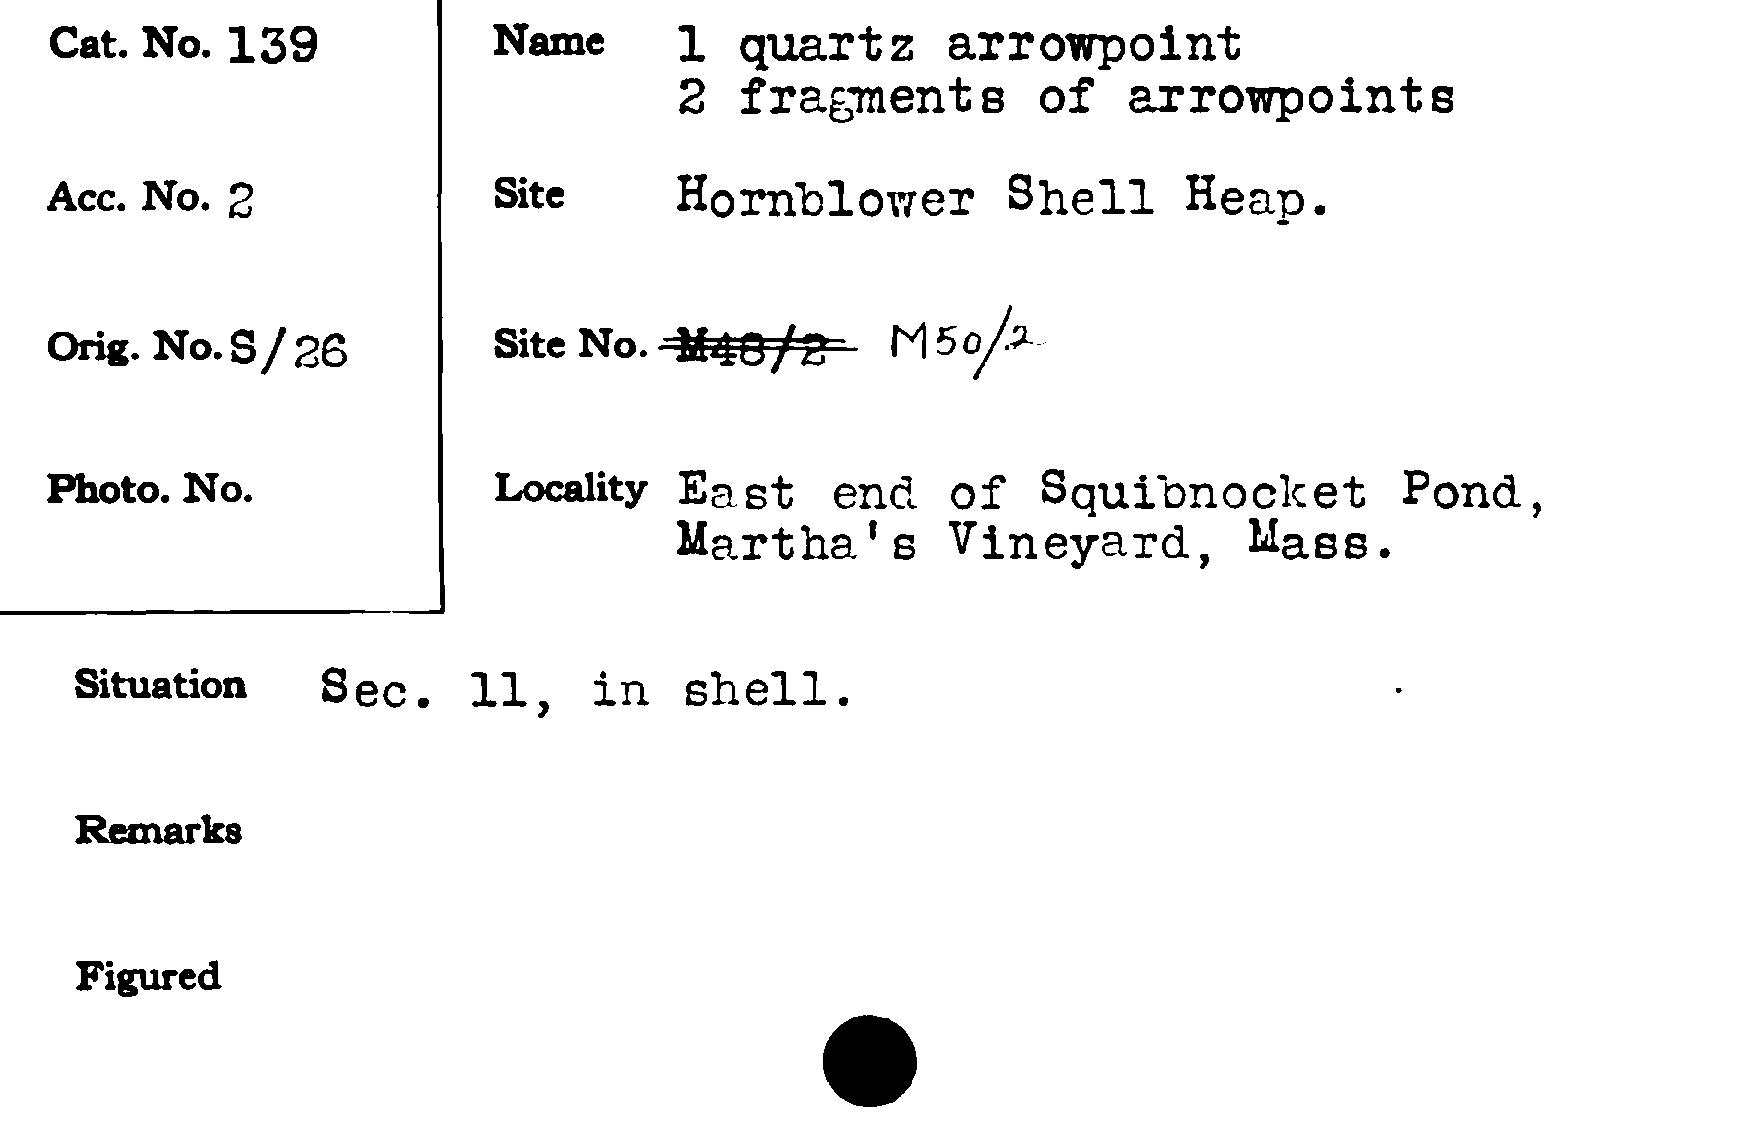 Cat. No. 139
Name 1 quartz arrowpoint
2 fragments of arrowpoints
Acc. No. 2
Site Hornblower Shell Heap.
Orig. No. S/26
Site No. M48/2 M50/2
Photo. No.
Locality East end of Squibnocket Pond,
Martha's Vineyard, Mass.
Situation Sec. 11, in shell.
Remarks
Figured